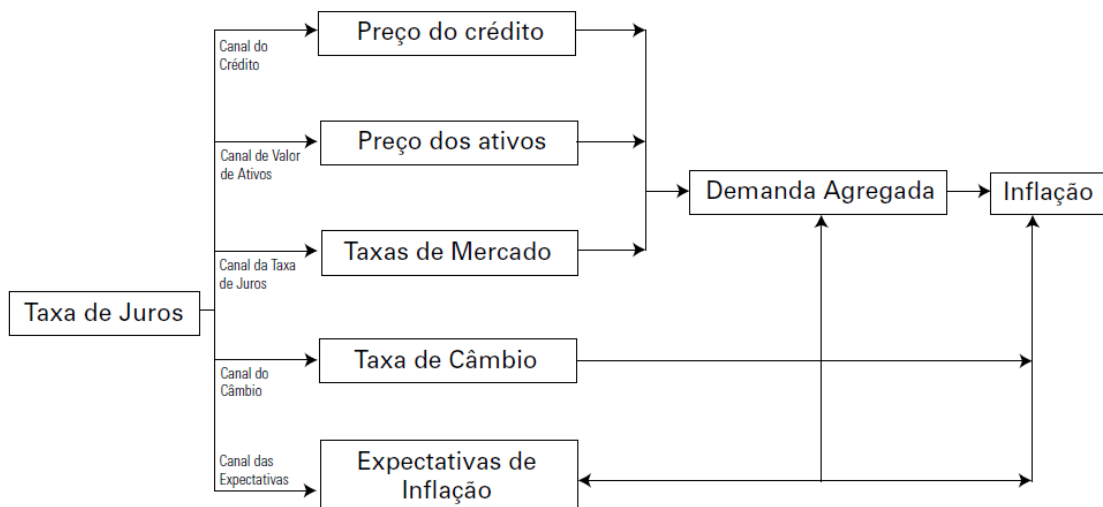 Preço do crédito
Canal do
Crédito
Preço dos ativos
Canal de Valor
de Ativos
Demanda Agregada
Inflação
Taxas de Mercado
Canal da Taxa
de Juros
Taxa de Juros
Taxa de Câmbio
Canal do
Câmbio
Canal das
Expectativas
Expectativas de
Inflação